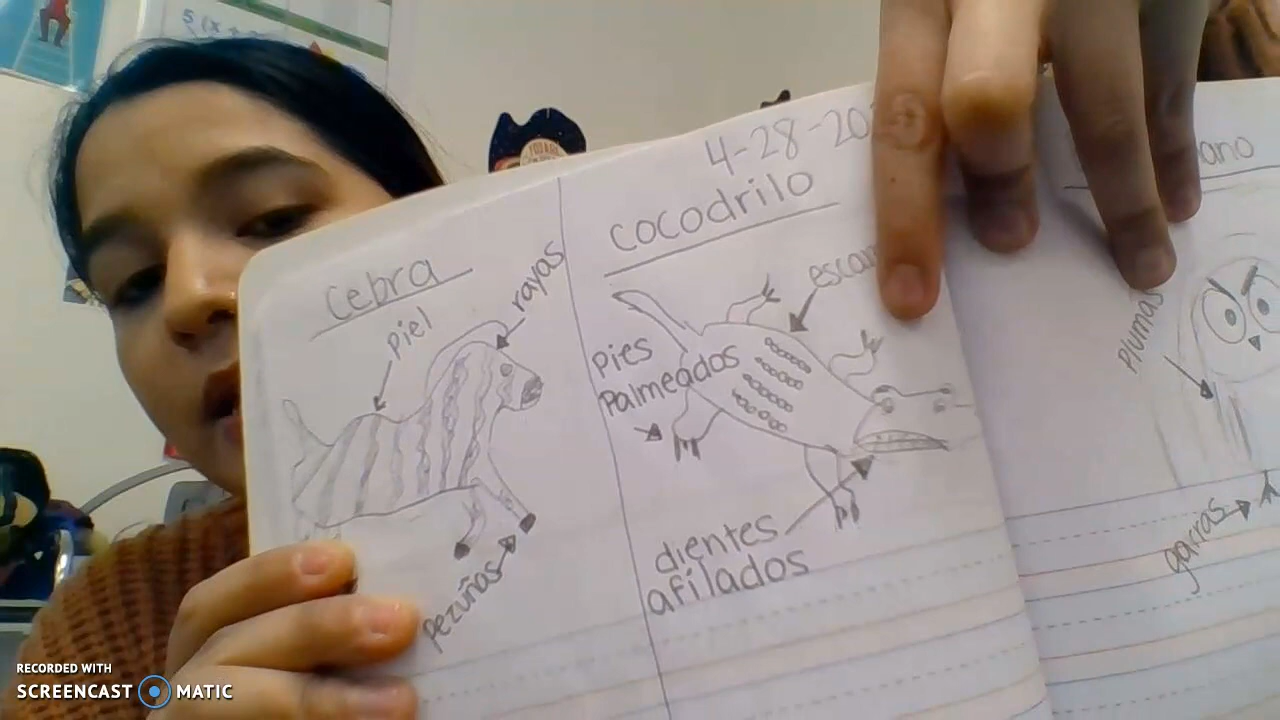 4-28-20
cebra
piel
rayas
pezuñas
cocodrilo
pies
palmeados
dientes
afilados
plumas
garras
RECORDED WITH
SCREENCAST MATIC